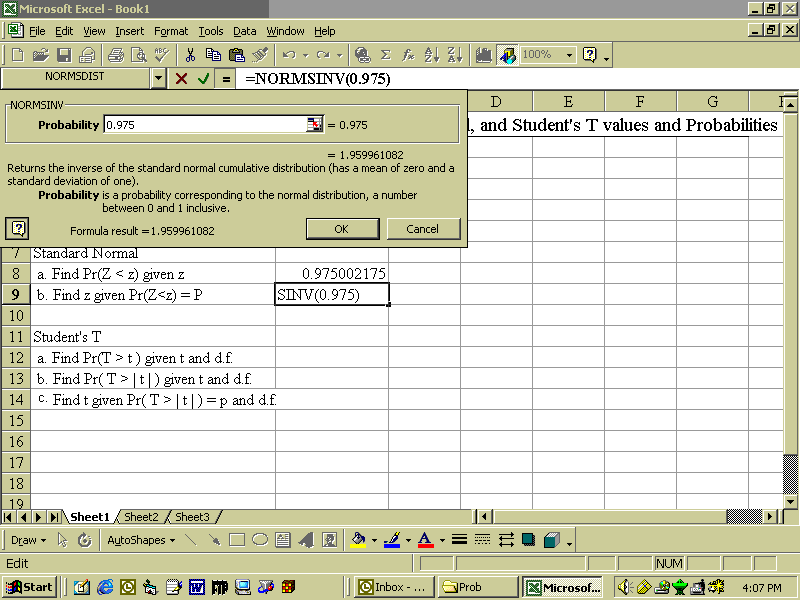 Microsoft Excel - Book1
File Edit View Insert Format Tools Data Window Help
100%
NORMSDIST = =NORMSINV(0.975)
NORMSINV
Probability 0.975 = 0.975
= 1.959961082
Returns the inverse of the standard normal cumulative distribution (has a mean of zero and a
standard deviation of one).
Probability is a probability corresponding to the normal distribution, a number
between 0 and 1 inclusive.
Formula result =1.959961082
OK Cancel
D E F G
l, and Student's T values and Probabilities
7 Standard Normal
8 a. Find Pr(Z < z) given z 0.975002175
9 b. Find z given Pr(Z<z) = P SINV(0.975)
10
11 Student's T
12 a. Find Pr(T > t ) given t and d.f.
13 b. Find Pr( T > | t | ) given t and d.f.
14 c. Find t given Pr( T > | t | ) = p and d.f.
15
16
17
18
19
Sheet1 Sheet2 Sheet3
Draw AutoShapes
Edit NUM
Start Inbox - ... Prob Microsof... 4:07 PM